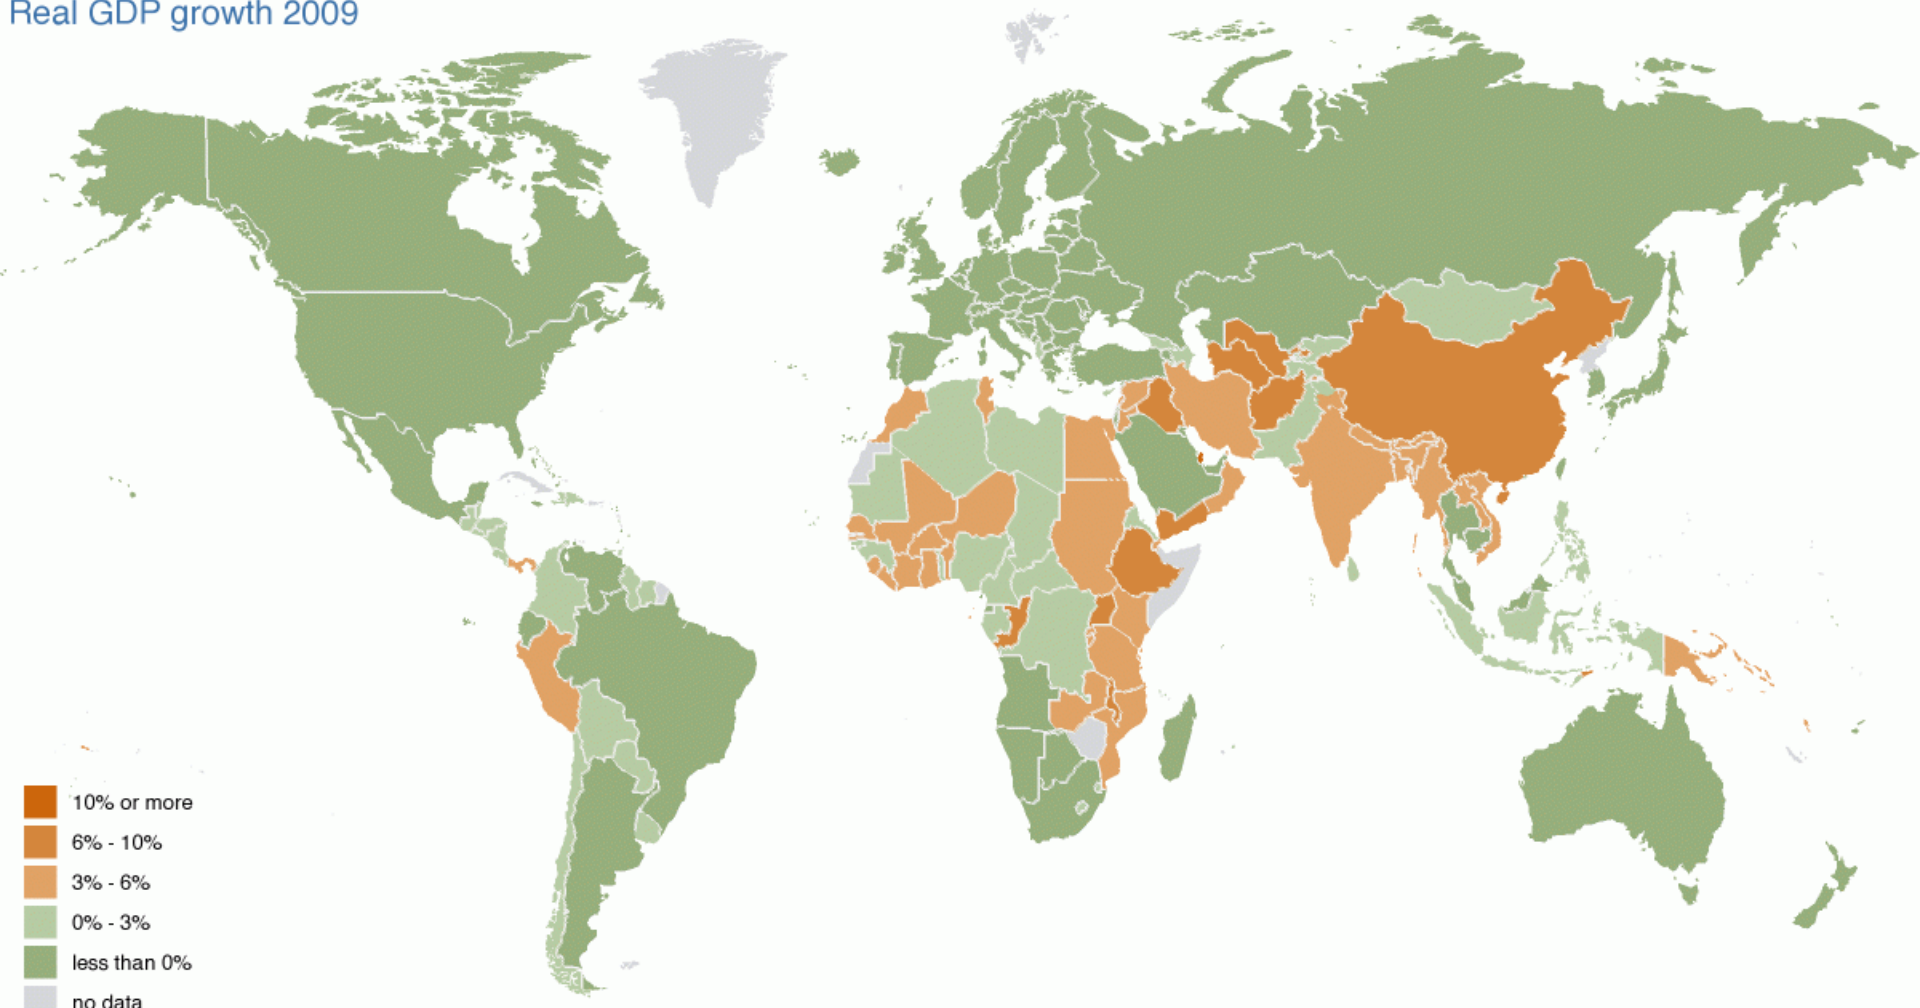 Real GDP growth 2009
10% or more
6% - 10%
3% - 6%
0% - 3%
less than 0%
no data